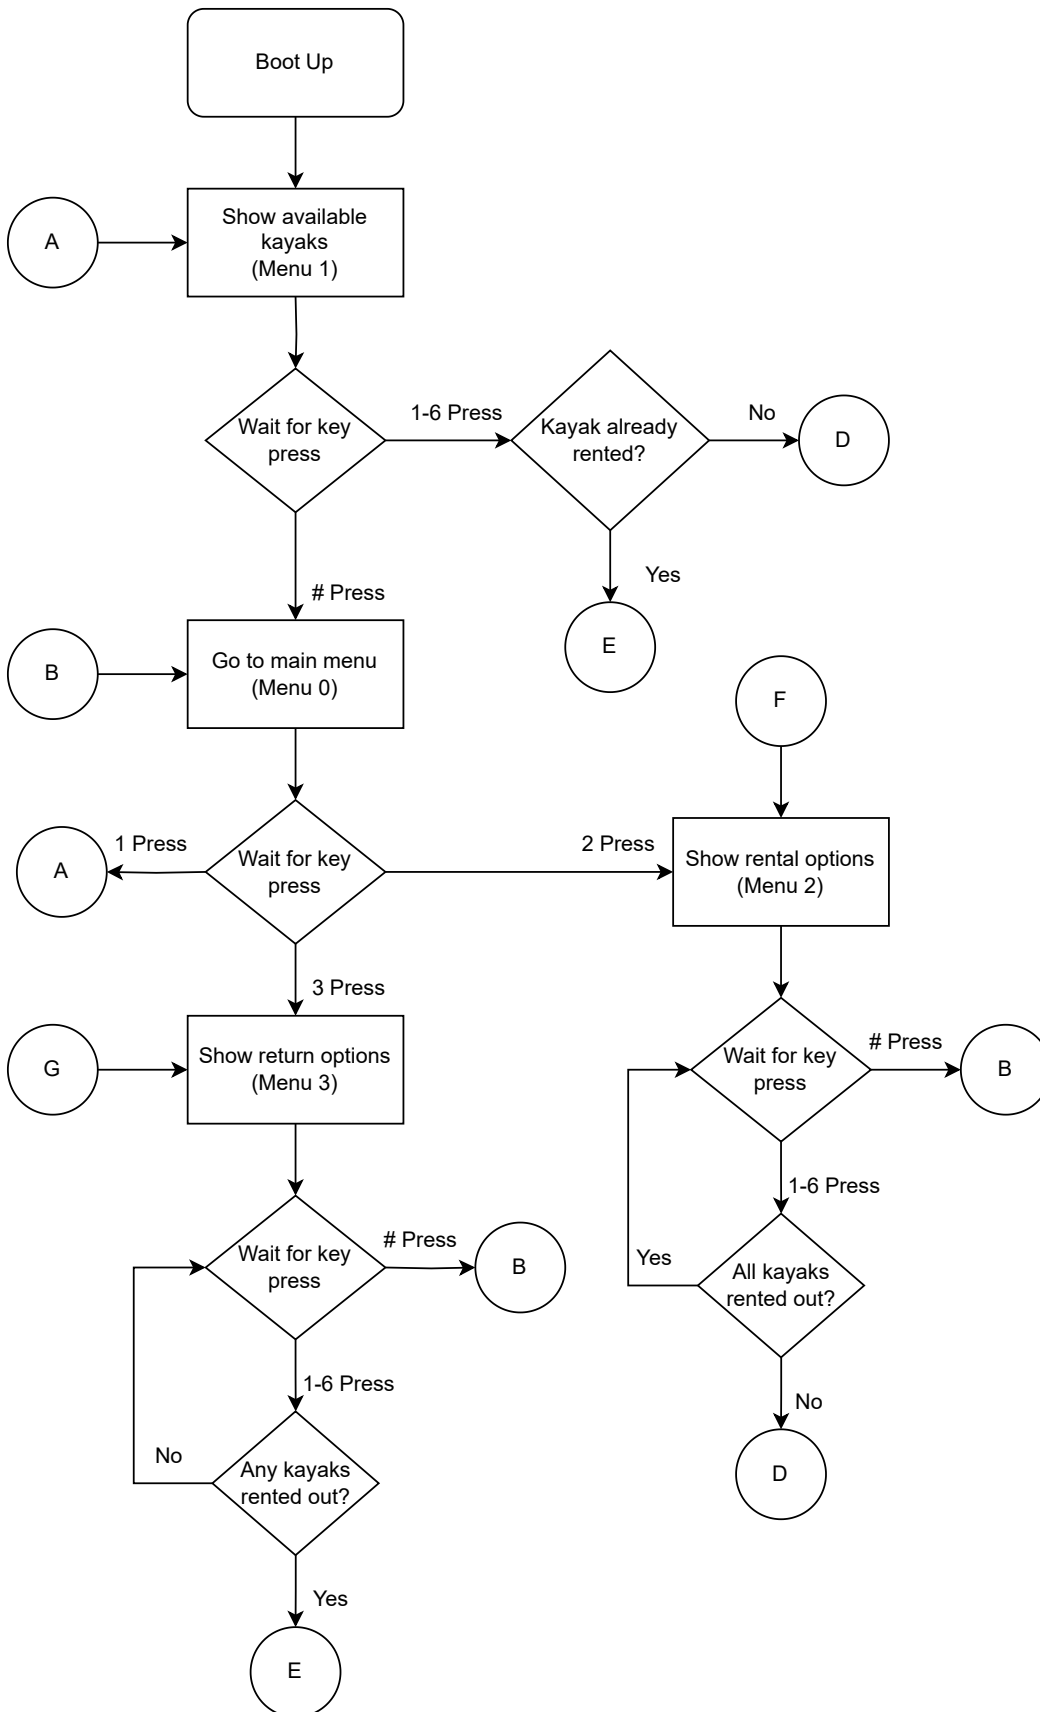 Boot Up
Show available
kayaks
(Menu 1)
A
Wait for key
press
1-6 Press
Kayak already
rented?
No
D
Yes
E
# Press
Go to main menu
(Menu 0)
B
F
1 Press
A
Wait for key
press
2 Press
Show rental options
(Menu 2)
3 Press
G
Show return options
(Menu 3)
Wait for key
press
# Press
B
1-6 Press
Yes
All kayaks
rented out?
No
D
Wait for key
press
# Press
B
1-6 Press
No
Any kayaks
rented out?
Yes
E